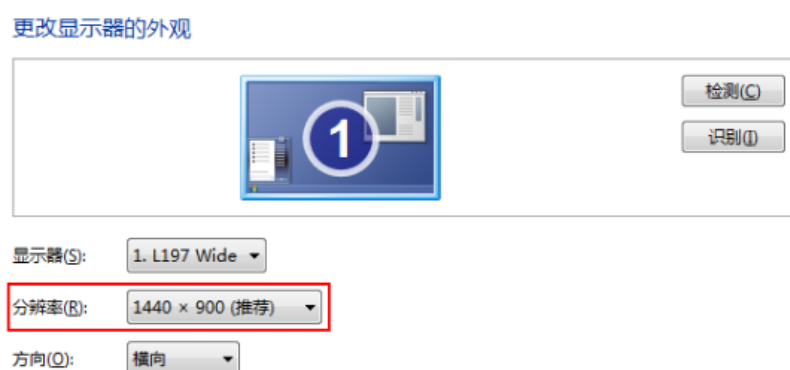 更改显示器的外观
1
检测(C)
识别(I)
显示器(S):
1. L197 Wide
分辨率(R):
1440 × 900 (推荐)
方向(O):
横向